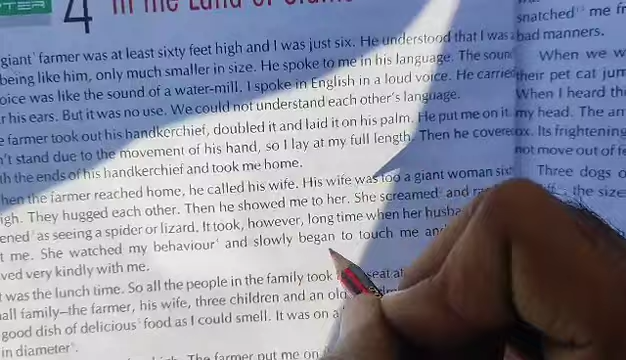 4 In the Land of
giant¹ farmer was at least sixty feet high and I was just six. He understood that I was a
being like him, only much smaller in size. He spoke to me in his language. The soun
oice was like the sound of a water-mill. I spoke in English in a loud voice. He carried
r his ears. But it was no use. We could not understand each other's language.
e farmer took out his handkerchief, doubled it and laid it on his palm. He put me on it.
n't stand due to the movement of his hand, so I lay at my full length. Then he covere
th the ends of his handkerchief and took me home.
hen the farmer reached home, he called his wife. His wife was too a giant woman six
igh. They hugged each other. Then he showed me to her. She screamed and
ened as seeing a spider or lizard. It took, however, long time when her husba
t me. She watched my behaviour and slowly began to touch me an
ved very kindly with me.
t was the lunch time. So all the people in the family took seat
all family–the farmer, his wife, three children and an old
good dish of delicious food as I could smell. It was on a
in diameter
The farmer put me on
snatched me fr
bad manners.
When we w
their pet cat jum
When I heard th
my head. The an
ox. Its frightening
not move out of fe
Three dogs o
the size